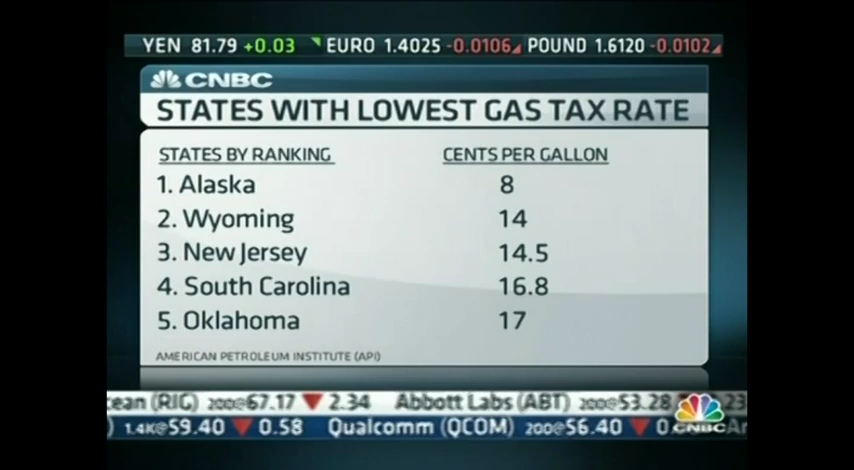 YEN 81.79 +0.03 EURO 1.4025 -0.0106 POUND 1.6120 -0.0102
CNBC
STATES WITH LOWEST GAS TAX RATE
STATES BY RANKING CENTS PER GALLON
1. Alaska 8
2. Wyoming 14
3. New Jersey 14.5
4. South Carolina 16.8
5. Oklahoma 17
AMERICAN PETROLEUM INSTITUTE (API)
(RIG) 200@67.17 2.34 Abbott Labs (ABT) 200@53.28
) 1.4K@59.40 0.58 Qualcomm (QCOM) 200@56.40
CNBC